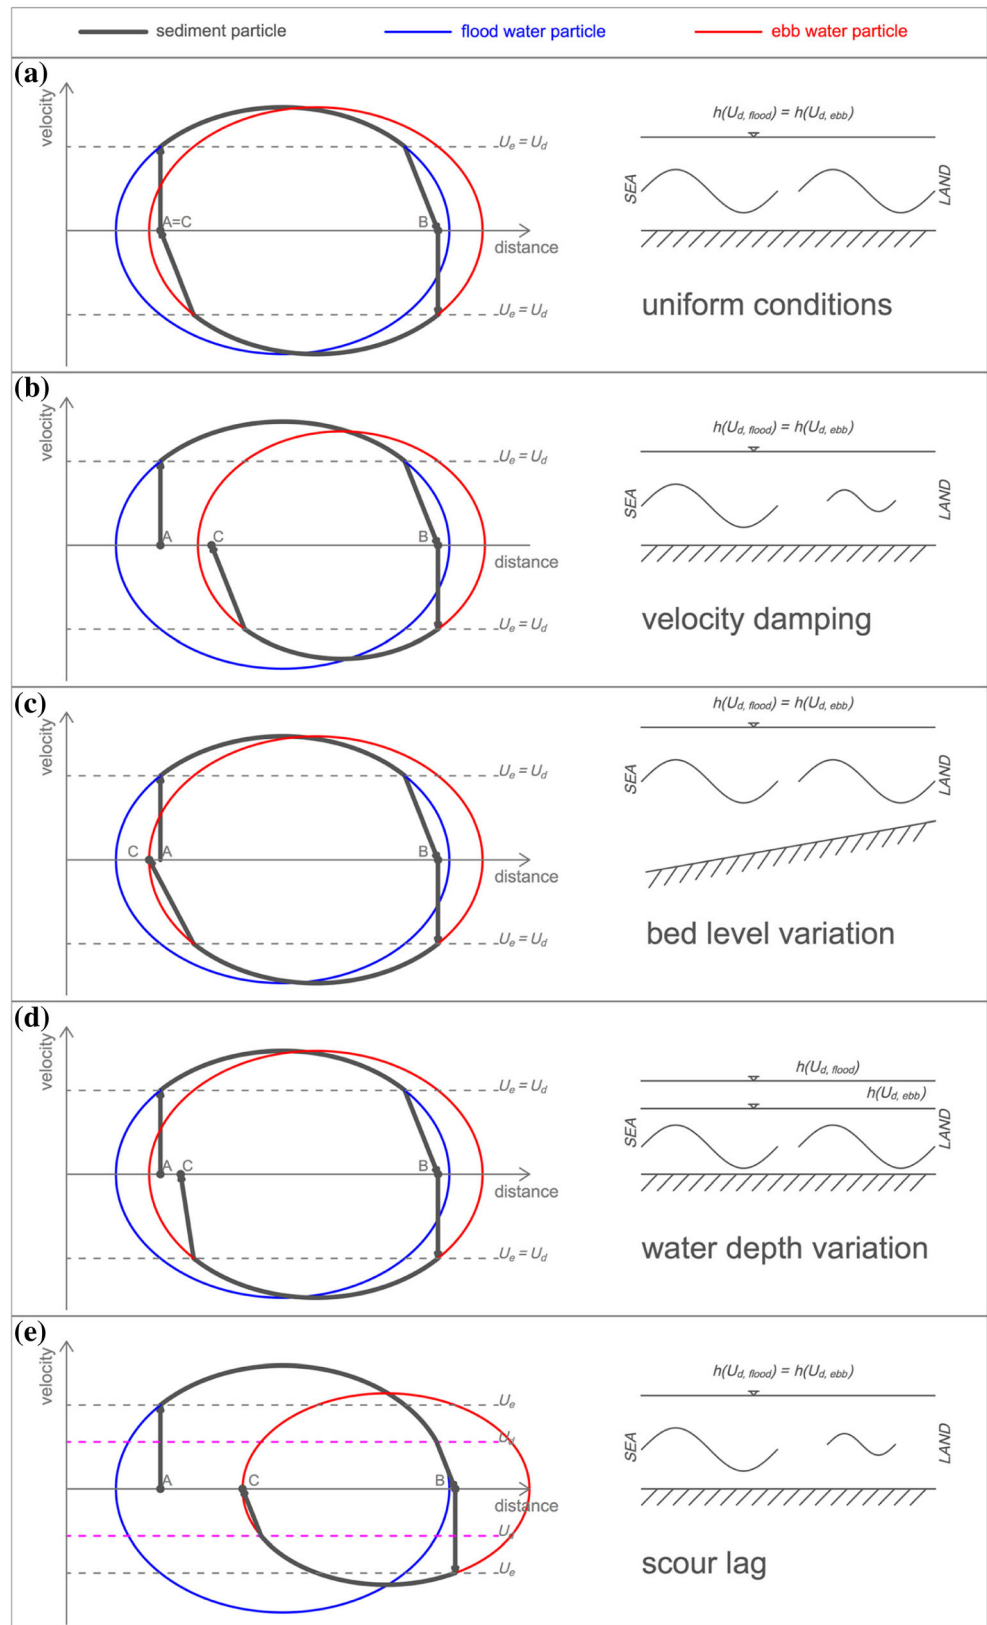 sediment particle flood water particle ebb water particle
(a)
velocity
h(Ud, flood) = h(Ud, ebb)
Ue = Ud
SEA
LAND
A=C
B
distance
Ue = Ud
uniform conditions
(b)
velocity
h(Ud, flood) = h(Ud, ebb)
Ue = Ud
SEA
LAND
A
C
B
distance
Ue = Ud
velocity damping
(c)
velocity
h(Ud, flood) = h(Ud, ebb)
Ue = Ud
SEA
LAND
C
A
B
distance
Ue = Ud
bed level variation
(d)
velocity
h(Ud, flood)
h(Ud, ebb)
Ue = Ud
SEA
LAND
A
C
B
distance
Ue = Ud
water depth variation
(e)
velocity
h(Ud, flood) = h(Ud, ebb)
Ue
Ud
SEA
LAND
A
C
B
distance
Ud
Ue
scour lag